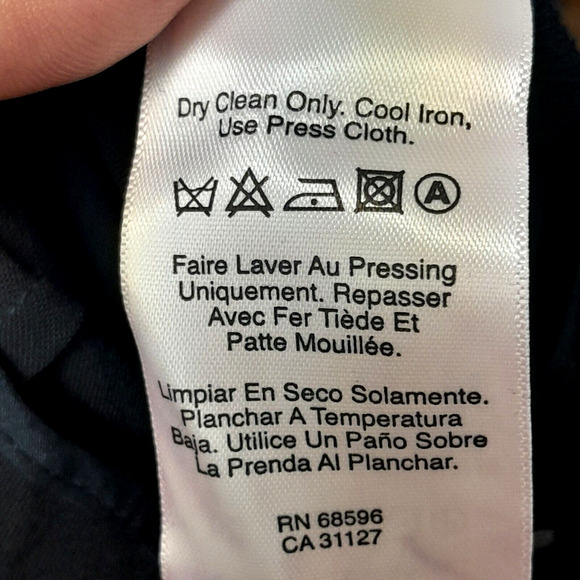 Dry Clean Only. Cool Iron,
Use Press Cloth.
A
Faire Laver Au Pressing
Uniquement. Repasser
Avec Fer Tiède Et
Patte Mouillée.
Limpiar En Seco Solamente.
Planchar A Temperatura
Baja. Utilice Un Paño Sobre
La Prenda Al Planchar.
RN 68596
CA 31127